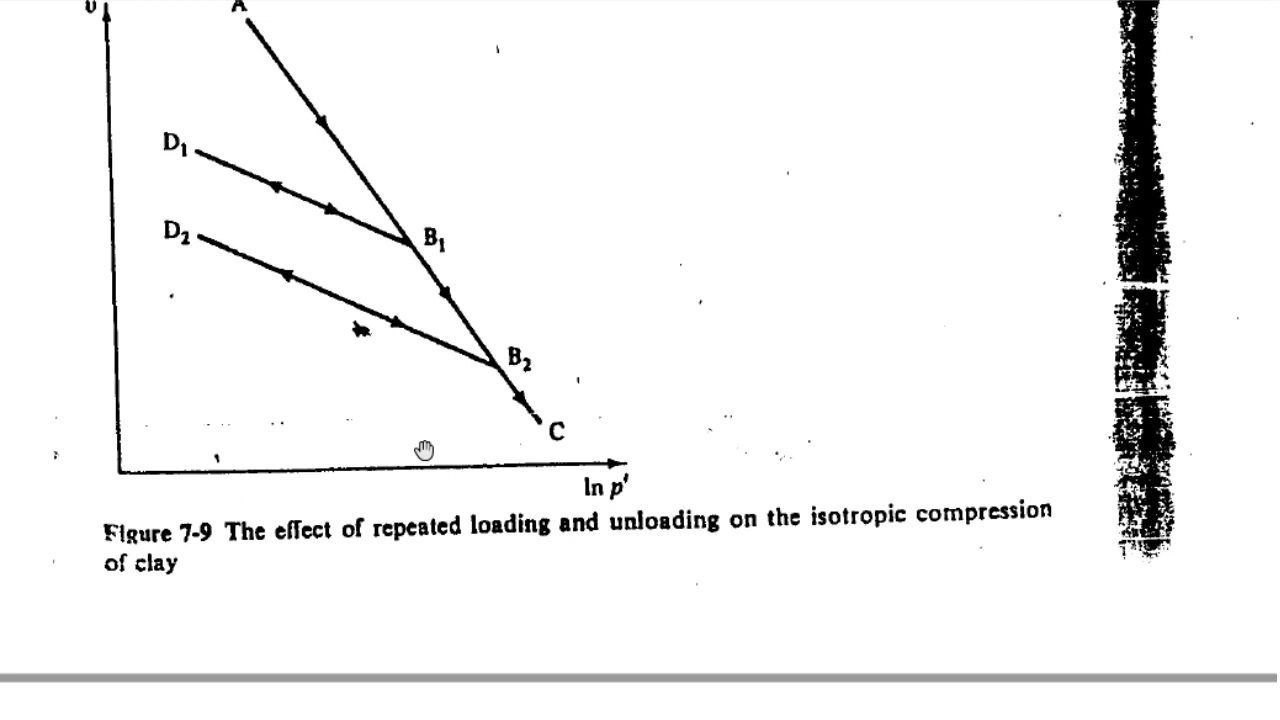 υ
A
D₁
B₁
D₂
B₂
C
ln p′
Figure 7-9 The effect of repeated loading and unloading on the isotropic compression
of clay